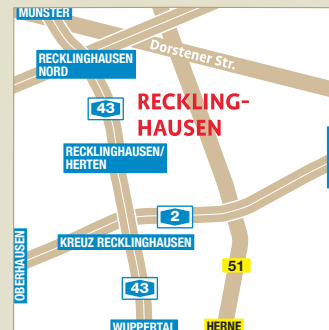 MÜNSTER
Dorstener Str.
RECKLINGHAUSEN
NORD
43
RECKLING-
HAUSEN
RECKLINGHAUSEN/
HERTEN
2
KREUZ RECKLINGHAUSEN
OBERHAUSEN
51
43
WUPPERTAL
HERNE